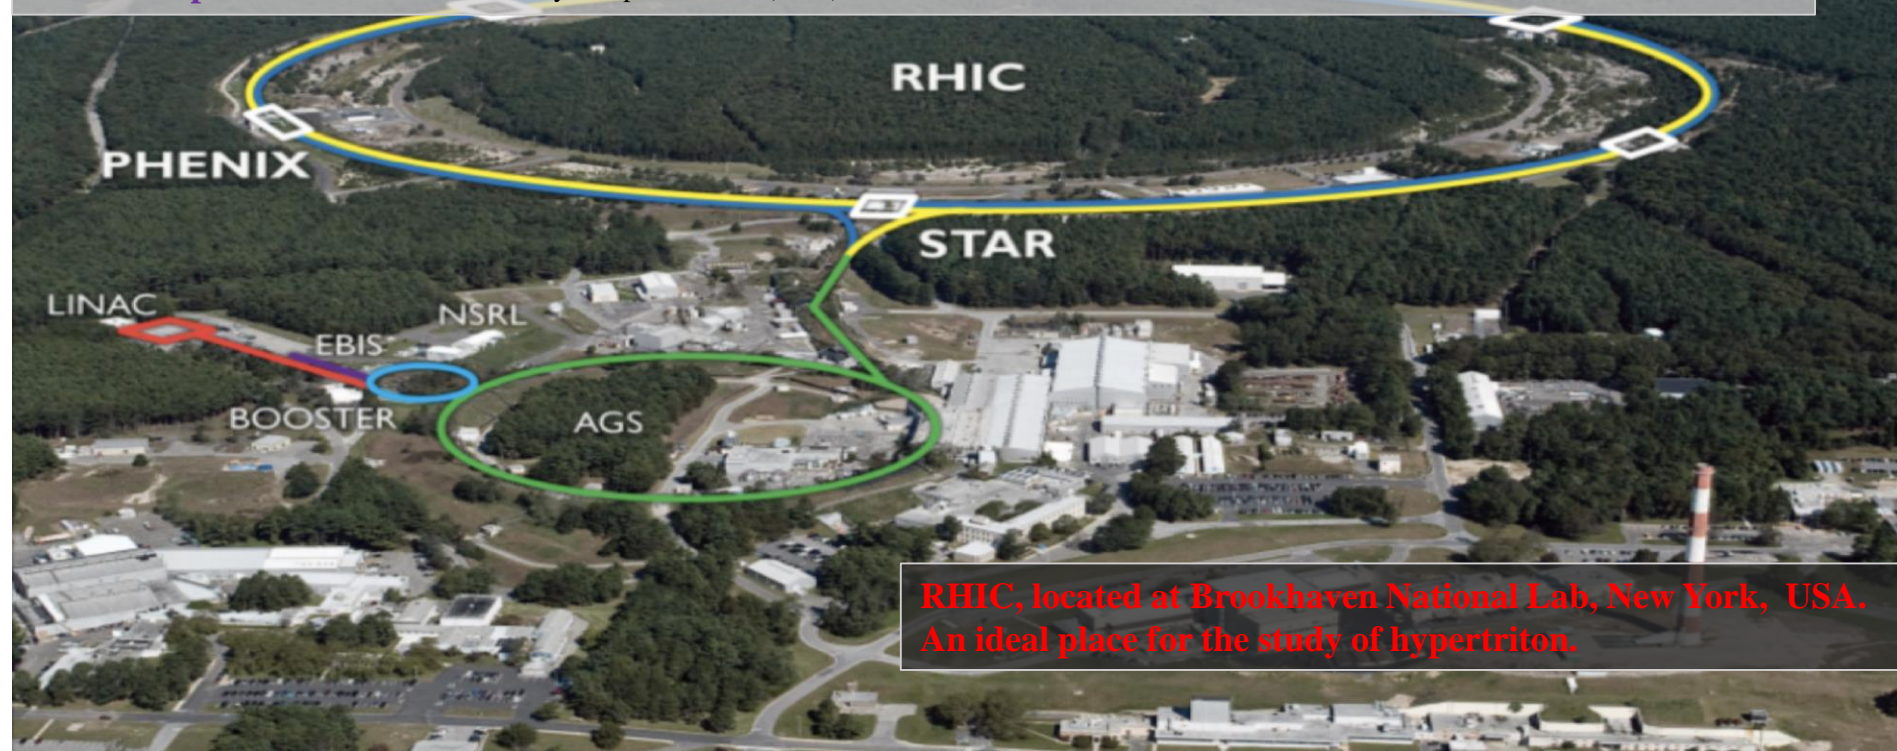 RHIC
PHENIX
STAR
LINAC
NSRL
EBIS
BOOSTER
AGS
RHIC, located at Brookhaven National Lab, New York, USA.
An ideal place for the study of hypertriton.